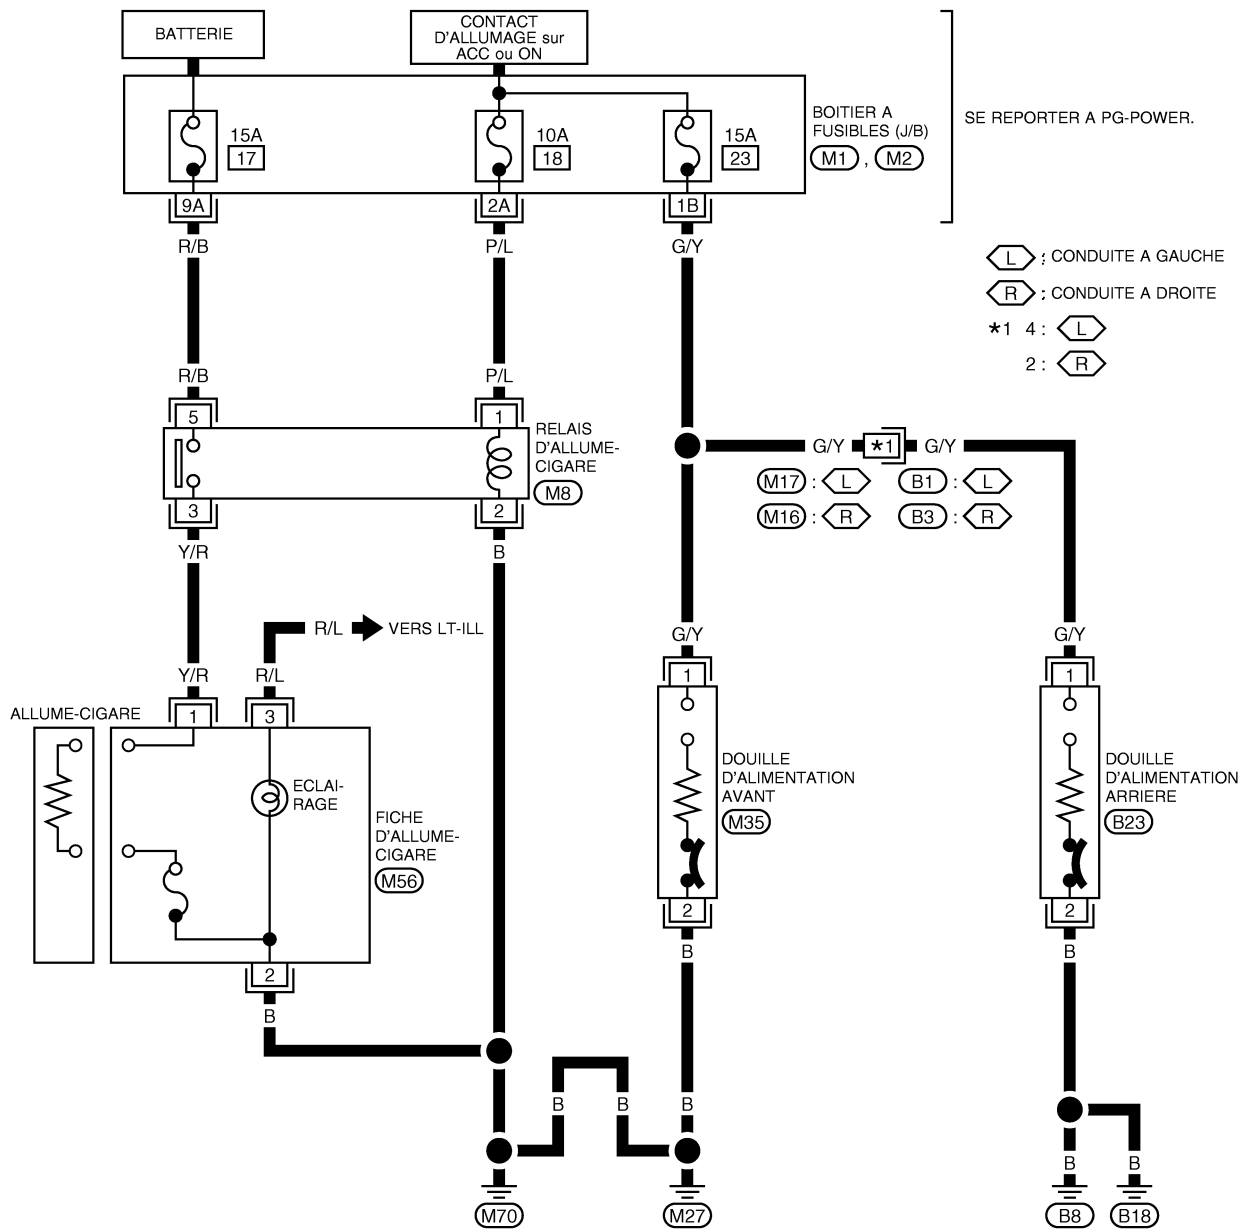 BATTERIE
CONTACT
D'ALLUMAGE sur
ACC ou ON
15A
17
10A
18
15A
23
BOITIER A
FUSIBLES (J/B)
M1 , M2
SE REPORTER A PG-POWER.
9A
2A
1B
R/B
P/L
G/Y
L : CONDUITE A GAUCHE
R : CONDUITE A DROITE
*1 4 : L
2 : R
R/B
P/L
5
1
RELAIS
D'ALLUME-
CIGARE
M8
3
2
Y/R
B
G/Y
*1
G/Y
M17 : L
B1 : L
M16 : R
B3 : R
R/L
VERS LT-ILL
G/Y
G/Y
Y/R
R/L
1
3
1
1
ALLUME-CIGARE
ECLAI-
RAGE
FICHE
D'ALLUME-
CIGARE
M56
DOUILLE
D'ALIMENTATION
AVANT
M35
DOUILLE
D'ALIMENTATION
ARRIERE
B23
2
2
2
B
B
B
B
B
B
B
B
M70
M27
B8
B18